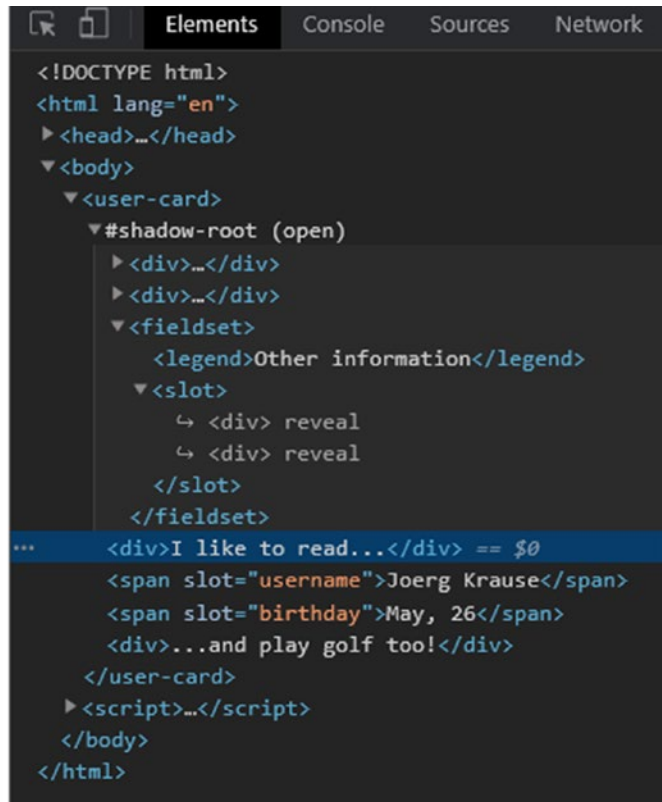 Elements Console Sources Network
<!DOCTYPE html>
<html lang="en">
▶<head>…</head>
▼<body>
▼<user-card>
▼#shadow-root (open)
▶<div>…</div>
▶<div>…</div>
▼<fieldset>
<legend>Other information</legend>
▼<slot>
↪ <div> reveal
↪ <div> reveal
</slot>
</fieldset>
… <div>I like to read...</div> == $0
<span slot="username">Joerg Krause</span>
<span slot="birthday">May, 26</span>
<div>...and play golf too!</div>
</user-card>
▶<script>…</script>
</body>
</html>